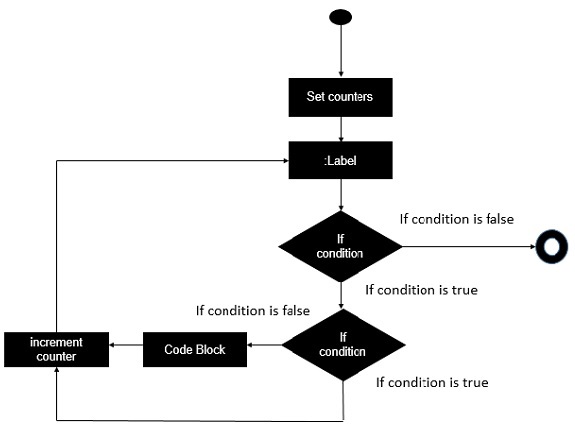 Set counters
:Label
If condition is false
If
condition
If condition is true
If condition is false
If
condition
increment
counter
Code Block
If condition is true